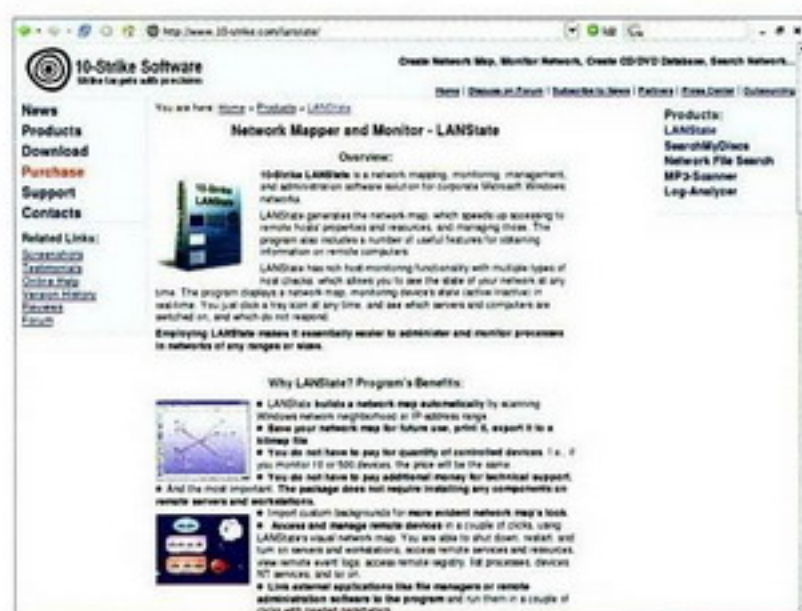 http://www.10-strike.com/lanstate/
10-Strike Software
Strike targets with precision
Create Network Map, Monitor Network, Create CD/DVD Database, Search Network...
Home | Discuss on Forum | Subscribe to News | Partners | Press Center | Outsourcing
News
Products
Download
Purchase
Support
Contacts
Related Links:
Screenshots
Testimonials
Online Help
Version History
Reviews
Forum
You are here: Home » Products » LANState
Network Mapper and Monitor - LANState
Overview:
10-Strike
LANState
10-Strike LANState is a network mapping, monitoring, management,
and administration software solution for corporate Microsoft Windows
networks.
LANState generates the network map, which speeds up accessing to
remote hosts' properties and resources, and managing those. The
program also includes a number of useful features for obtaining
information on remote computers.
LANState has rich host monitoring functionality with multiple types of
host checks, which allows you to see the state of your network at any
time. The program displays a network map, monitoring device's state (active/inactive) in
real-time. You just click a tray icon at any time, and see which servers and computers are
switched on, and which do not respond.
Employing LANState makes it essentially easier to administer and monitor processes
in networks of any ranges or sizes.
Why LANState? Program's Benefits:
LANState builds a network map automatically by scanning
Windows network neighborhood or IP-address range.
Save your network map for future use, print it, export it to a
bitmap file
You do not have to pay for quantity of controlled devices. I.e., if
you monitor 10 or 500 devices, the price will be the same.
You do not have to pay additional money for technical support.
And the most important: The package does not require installing any components on
remote servers and workstations.
Import custom backgrounds for more evident network map's look.
Access and manage remote devices in a couple of clicks, using
LANState's visual network map. You are able to shut down, restart, and
turn on servers and workstations, access remote services and resources,
view remote event logs, access remote registry, list processes, devices,
NT services, and so on.
Link external applications like file managers or remote
administration software to the program and run them in a couple of
Products:
LANState
SearchMyDiscs
Network File Search
MP3-Scanner
Log-Analyzer